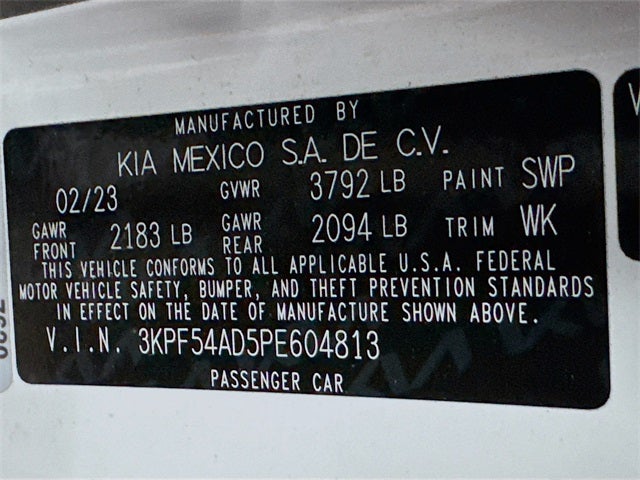 MANUFACTURED BY
KIA MEXICO S.A. DE C.V.
02/23 GVWR 3792 LB PAINT SWP
GAWR FRONT 2183 LB GAWR REAR 2094 LB TRIM WK
THIS VEHICLE CONFORMS TO ALL APPLICABLE U.S.A. FEDERAL
MOTOR VEHICLE SAFETY, BUMPER, AND THEFT PREVENTION STANDARDS
IN EFFECT ON THE DATE OF MANUFACTURE SHOWN ABOVE.
V.I.N. 3KPF54AD5PE604813
PASSENGER CAR